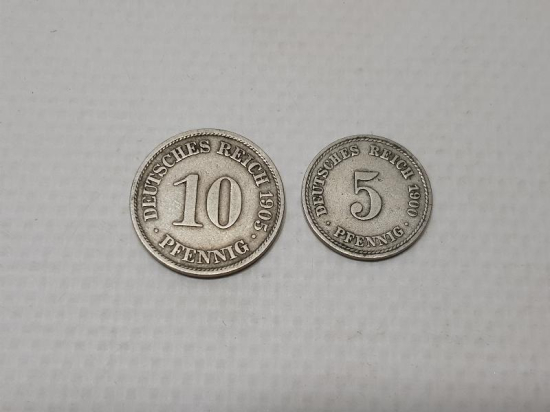 DEUTSCHES REICH 1905
10
· PFENNIG ·
DEUTSCHES REICH 1900
5
· PFENNIG ·